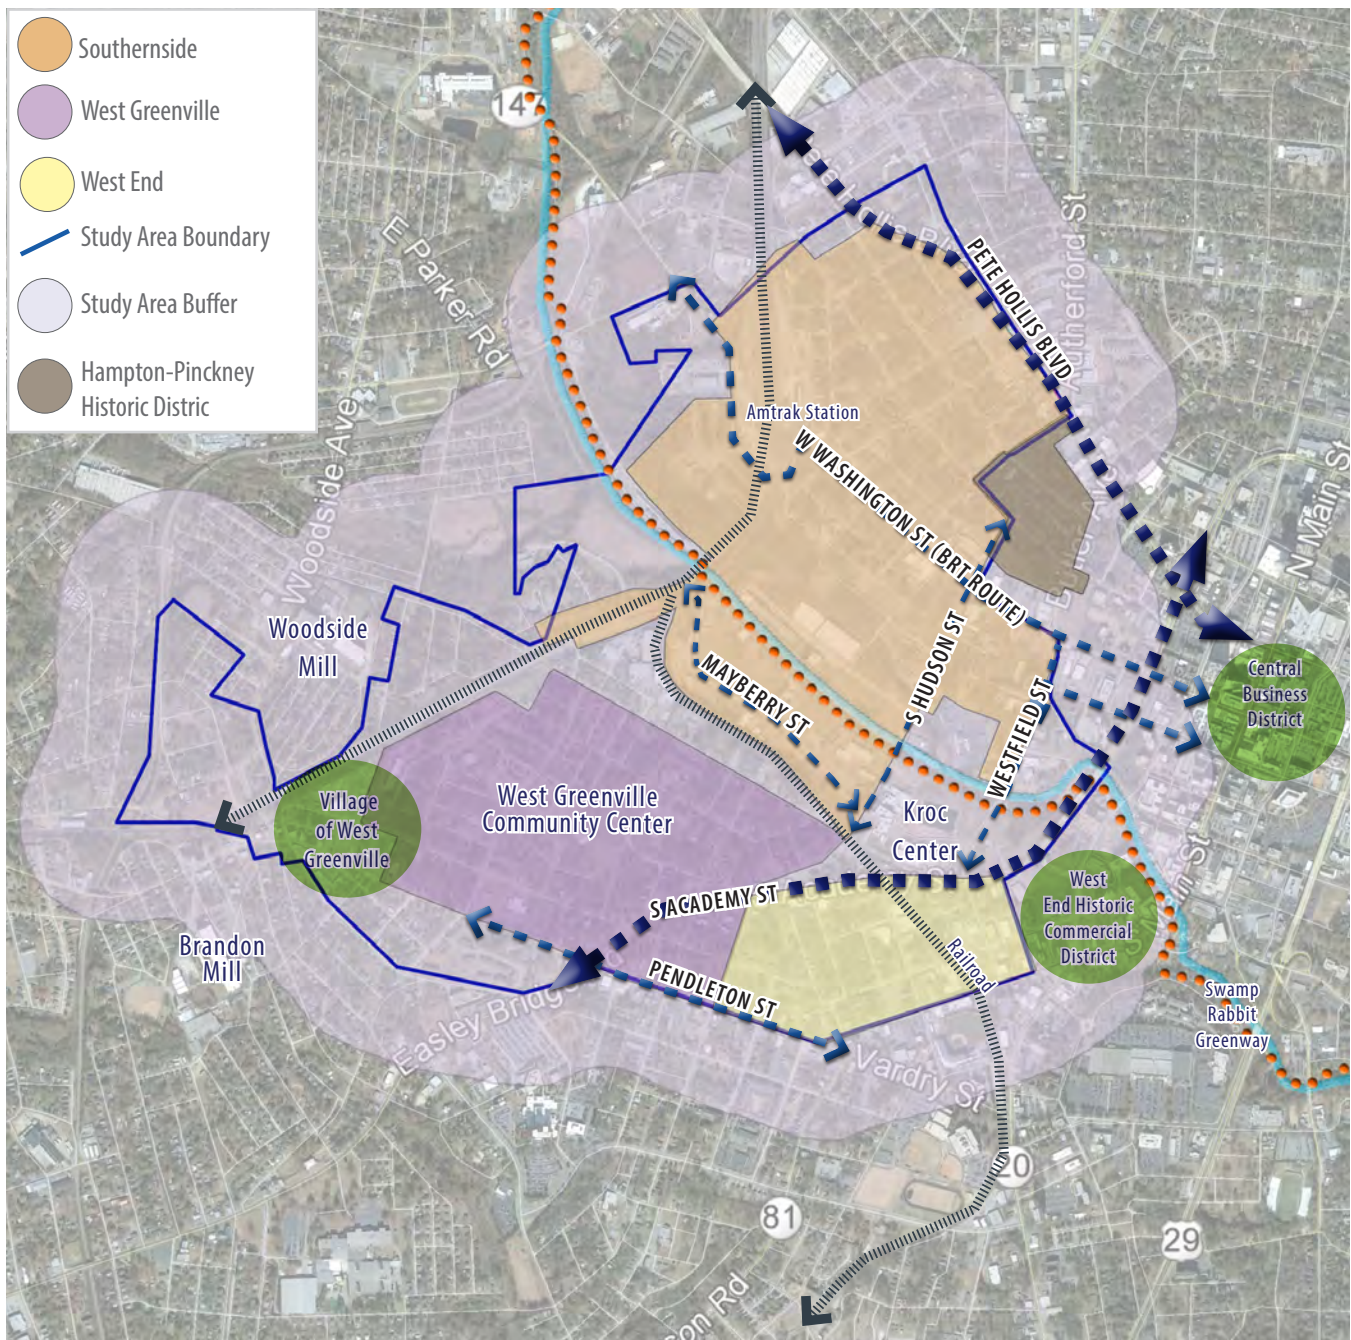 Southernside
West Greenville
West End
Study Area Boundary
Study Area Buffer
Hampton-Pinckney
Historic Distric
147
E Parker Rd
Woodside Ave
PETE HOLLIS BLVD
Amtrak Station
W WASHINGTON ST (BRT ROUTE)
N Main St
Woodside
Mill
MAYBERRY ST
S HUDSON ST
WESTFIELD ST
Central
Business
District
Village
of West
Greenville
West Greenville
Community Center
Kroc
Center
S ACADEMY ST
West
End Historic
Commercial
District
Brandon
Mill
PENDLETON ST
Railroad
Swamp
Rabbit
Greenway
Easley Bridge
Vardry St
20
81
29
son Rd